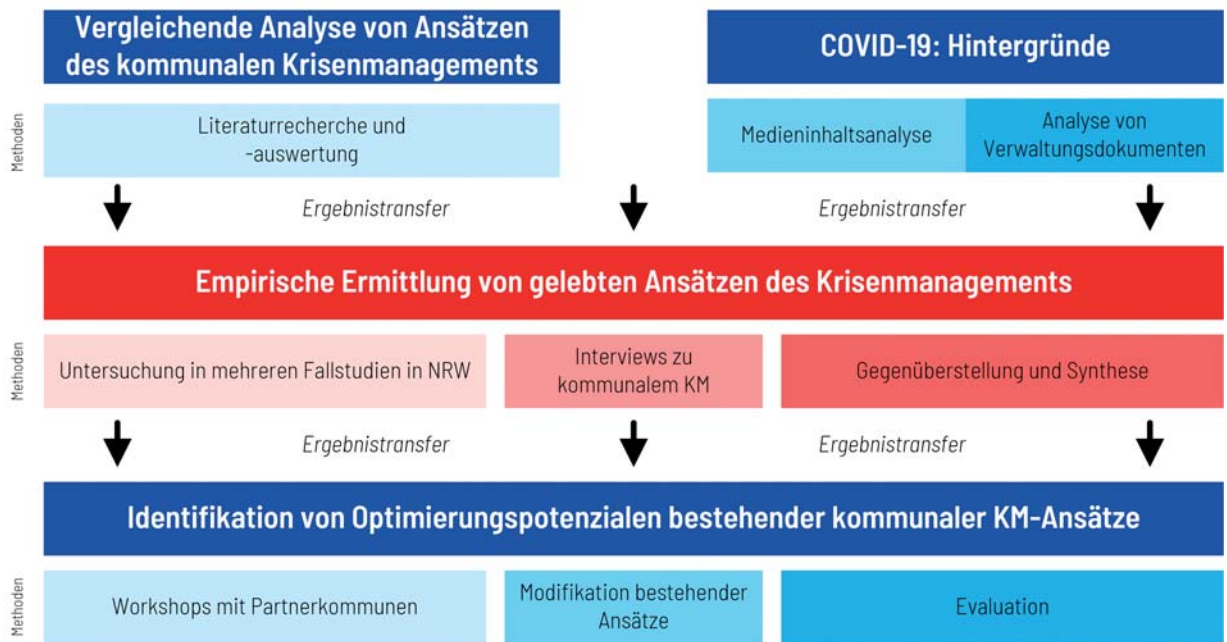 Vergleichende Analyse von Ansätzen
des kommunalen Krisenmanagements
COVID-19: Hintergründe
Methoden
Literaturrecherche und
-auswertung
Medieninhaltsanalyse
Analyse von
Verwaltungsdokumenten
Ergebnistransfer
Ergebnistransfer
Empirische Ermittlung von gelebten Ansätzen des Krisenmanagements
Methoden
Untersuchung in mehreren Fallstudien in NRW
Interviews zu
kommunalem KM
Gegenüberstellung und Synthese
Ergebnistransfer
Ergebnistransfer
Identifikation von Optimierungspotenzialen bestehender kommunaler KM-Ansätze
Methoden
Workshops mit Partnerkommunen
Modifikation bestehender
Ansätze
Evaluation